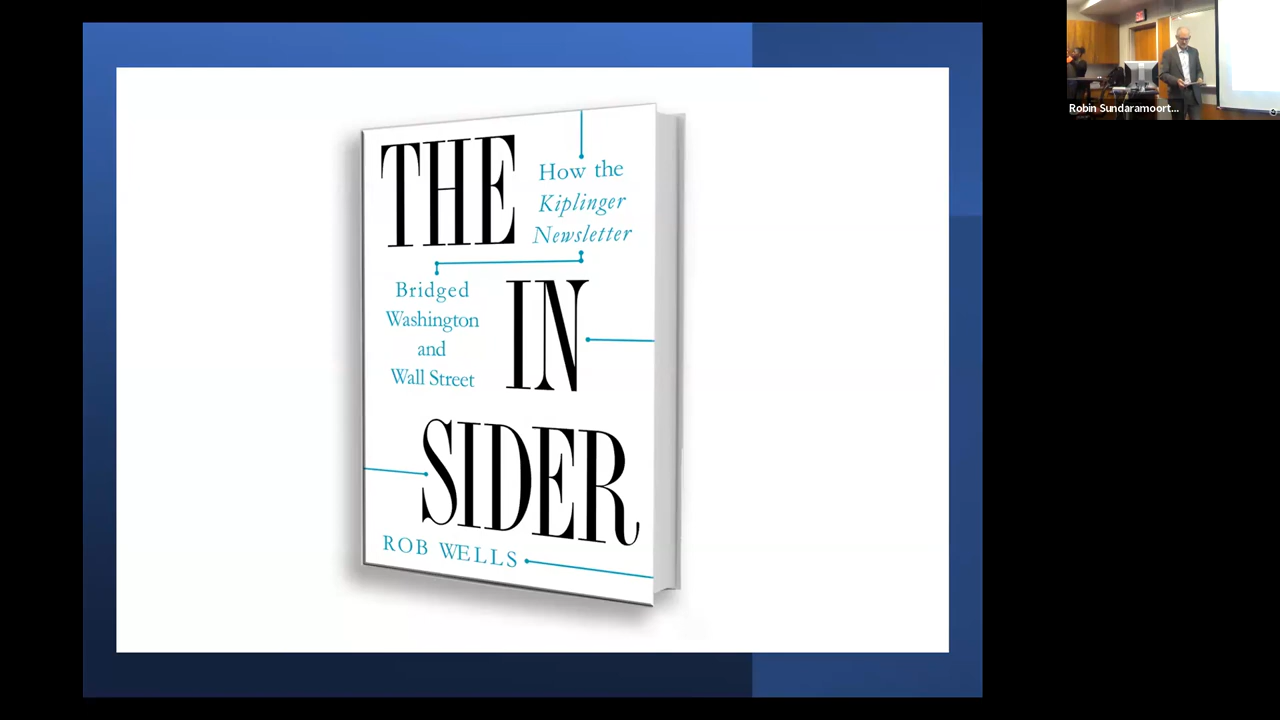 THE
How the
Kiplinger
Newsletter
Bridged
Washington
and
Wall Street
IN
SIDER
ROB WELLS
Robin Sundaramoort...